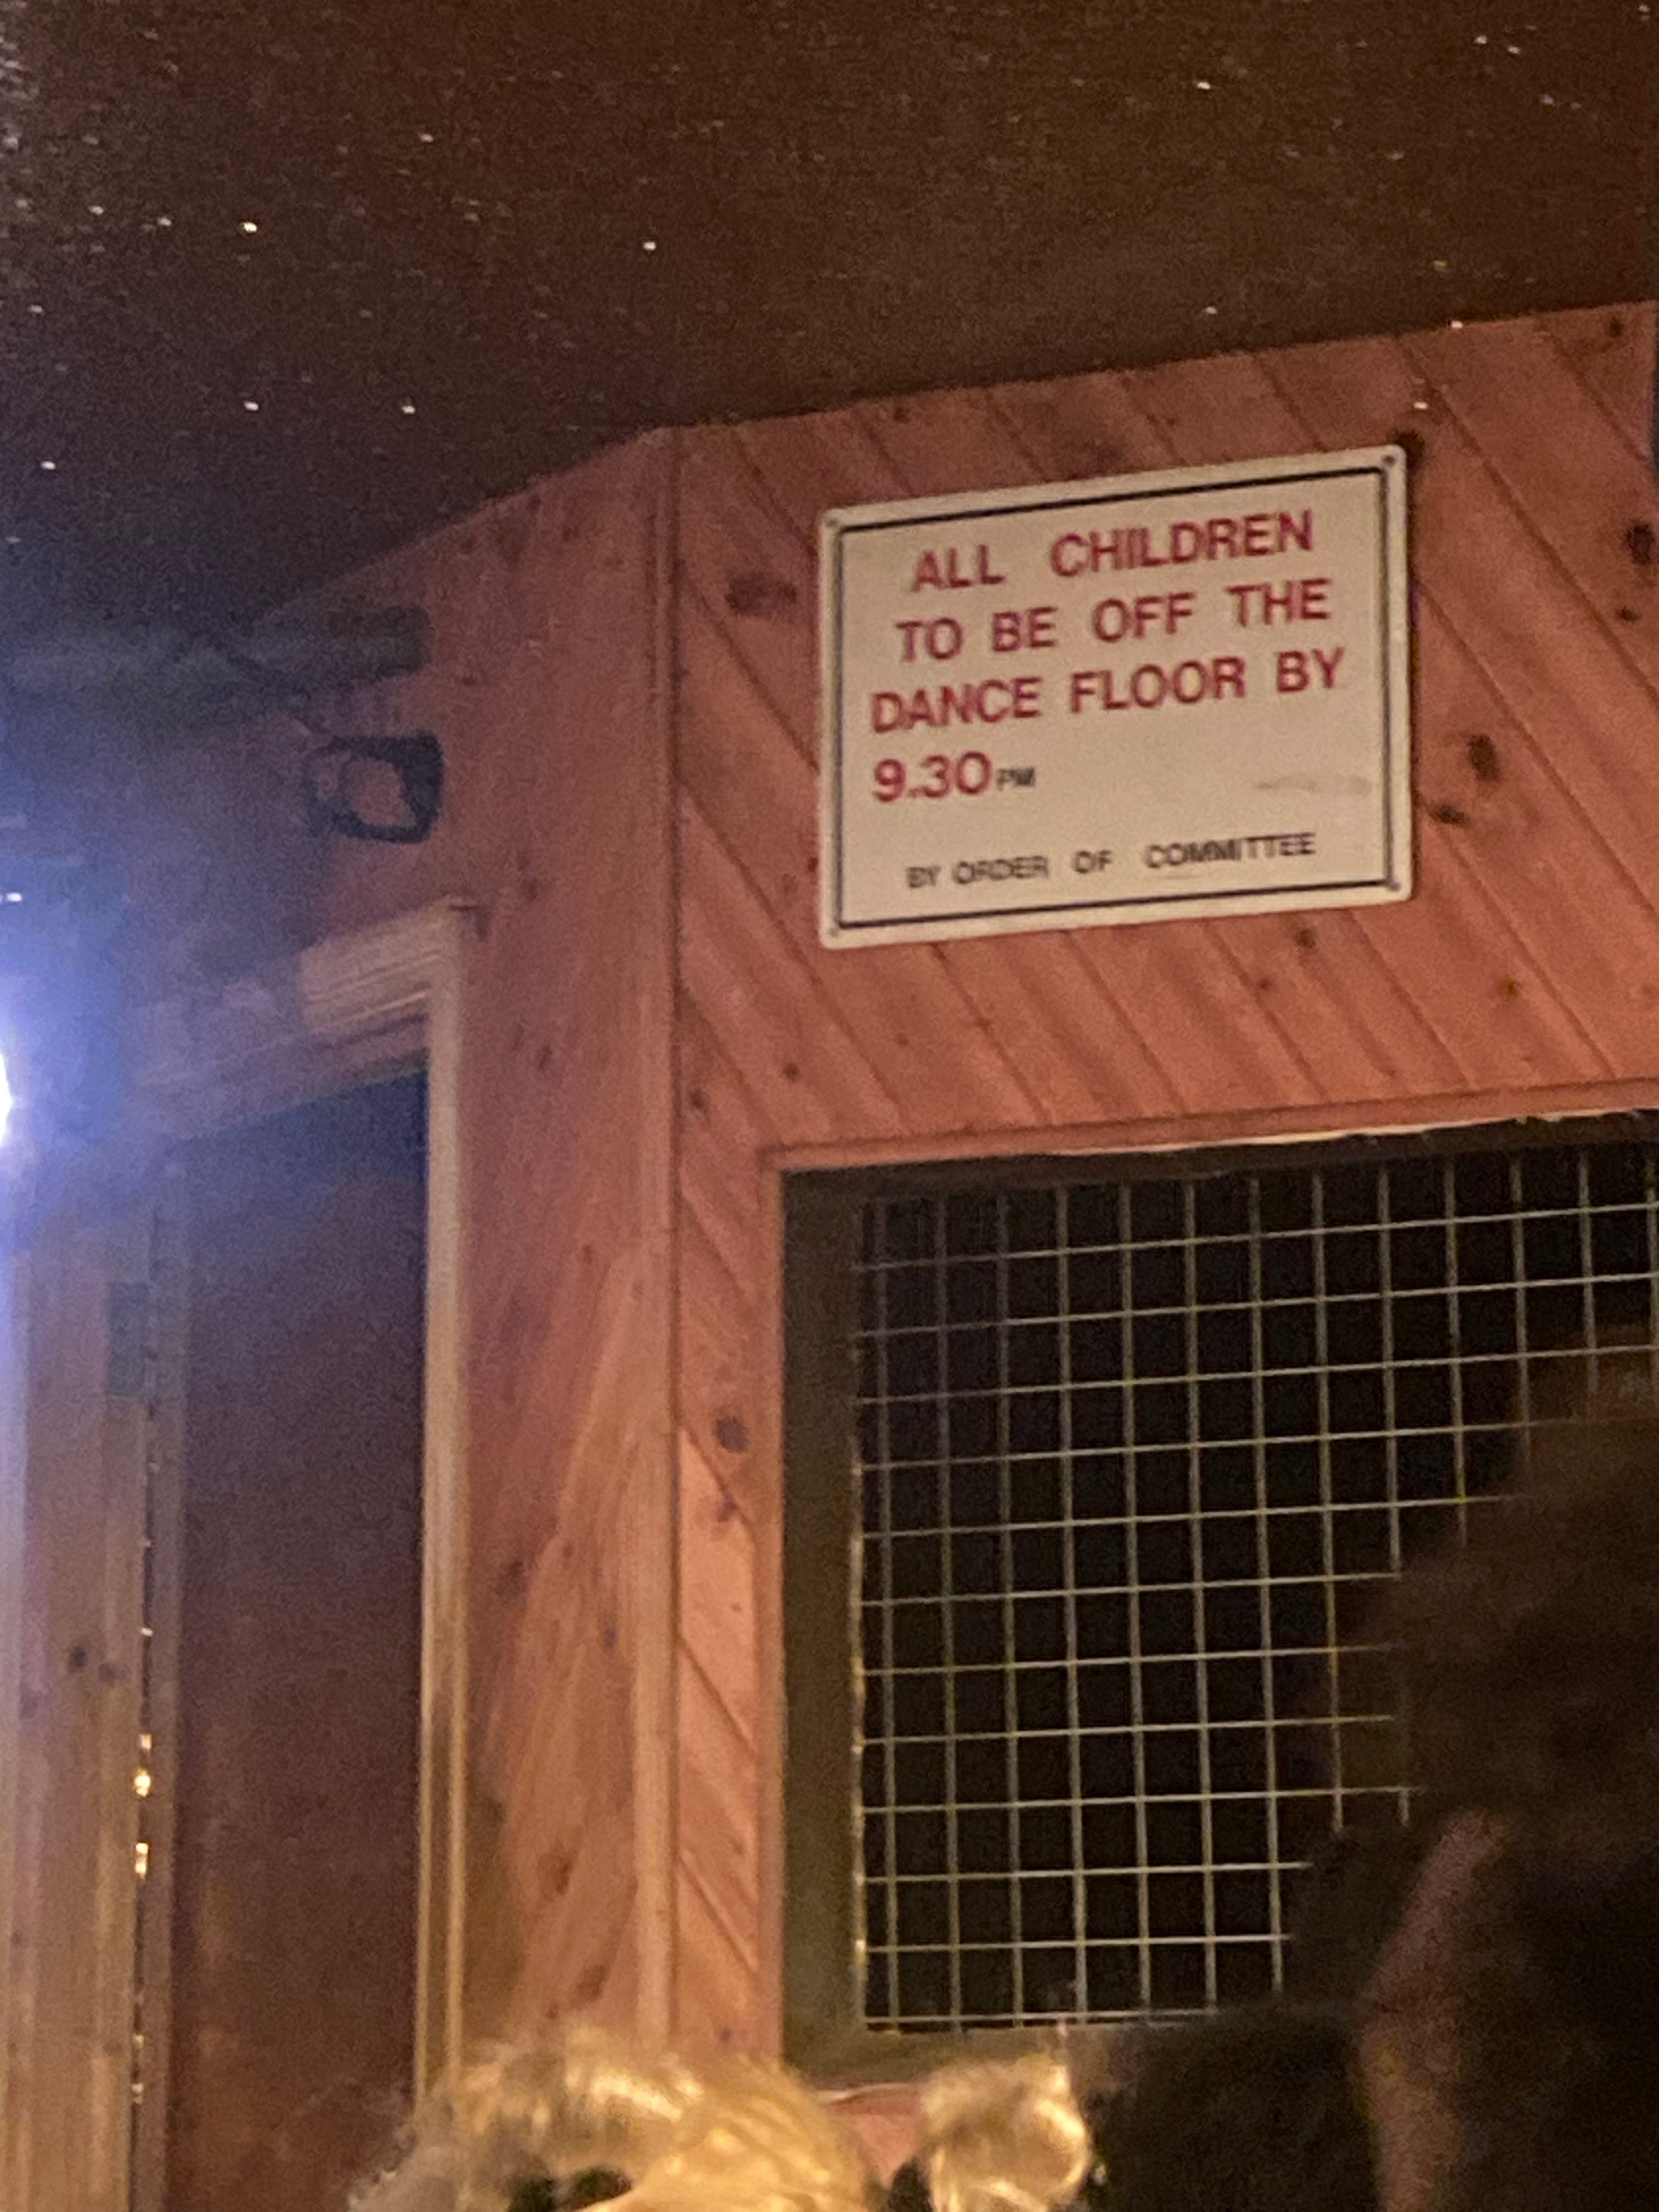 ALL CHILDREN
TO BE OFF THE
DANCE FLOOR BY
9.30PM
BY ORDER OF COMMITTEE